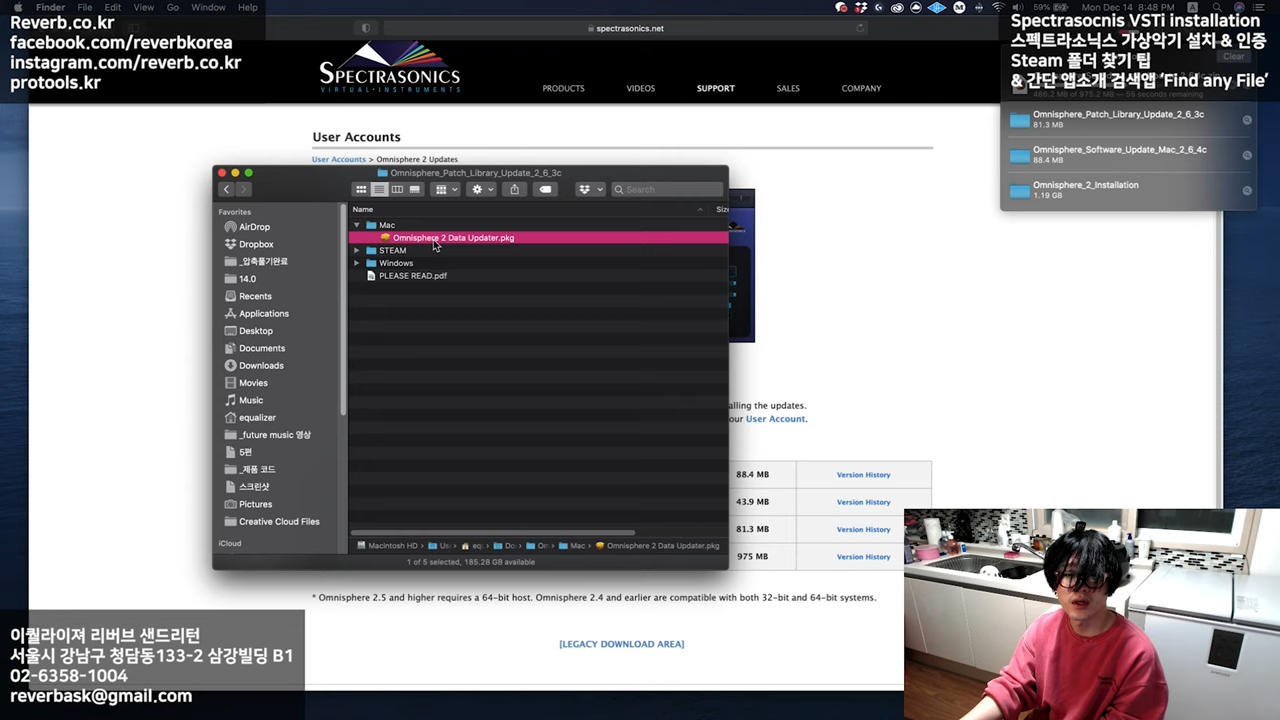 Finder File Edit View Go Window Help
59% Mon Dec 14 8:48 PM
Reverb.co.kr
facebook.com/reverbkorea
instagram.com/reverb.co.kr
protools.kr
spectrasonics.net
Spectrasocnis VSTi installation
스펙트라소닉스 가상악기 설치 & 인증
Steam 폴더 찾기 팁
& 간단 앱소개 검색앱 'Find any File'
Clear
SPECTRASONICS
VIRTUAL INSTRUMENTS
PRODUCTS VIDEOS SUPPORT SALES COMPANY
Omnisphere_Patch_Library_Update_2_6_3c
81.3 MB
Omnisphere_Software_Update_Mac_2_6_4c
88.4 MB
Omnisphere_2_Installation
1.19 GB
User Accounts
User Accounts > Omnisphere 2 Updates
Omnisphere_Patch_Library_Update_2_6_3c
Search
Name Size
Favorites
AirDrop
Dropbox
_압축풀기완료
14.0
Recents
Applications
Desktop
Documents
Downloads
Movies
Music
equalizer
_future music 영상
5편
_제품 코드
스크린샷
Pictures
Creative Cloud Files
iCloud
Mac
Omnisphere 2 Data Updater.pkg
STEAM
Windows
PLEASE READ.pdf
Macintosh HD › Us › eq › Do › Om › Mac › Omnisphere 2 Data Updater.pkg
1 of 5 selected, 185.28 GB available
alling the updates.
our User Account.
88.4 MB Version History
43.9 MB Version History
81.3 MB Version History
975 MB Version History
* Omnisphere 2.5 and higher requires a 64-bit host. Omnisphere 2.4 and earlier are compatible with both 32-bit and 64-bit systems.
[LEGACY DOWNLOAD AREA]
이퀄라이져 리버브 샌드리턴
서울시 강남구 청담동133-2 삼강빌딩 B1
02-6358-1004
reverbask@gmail.com